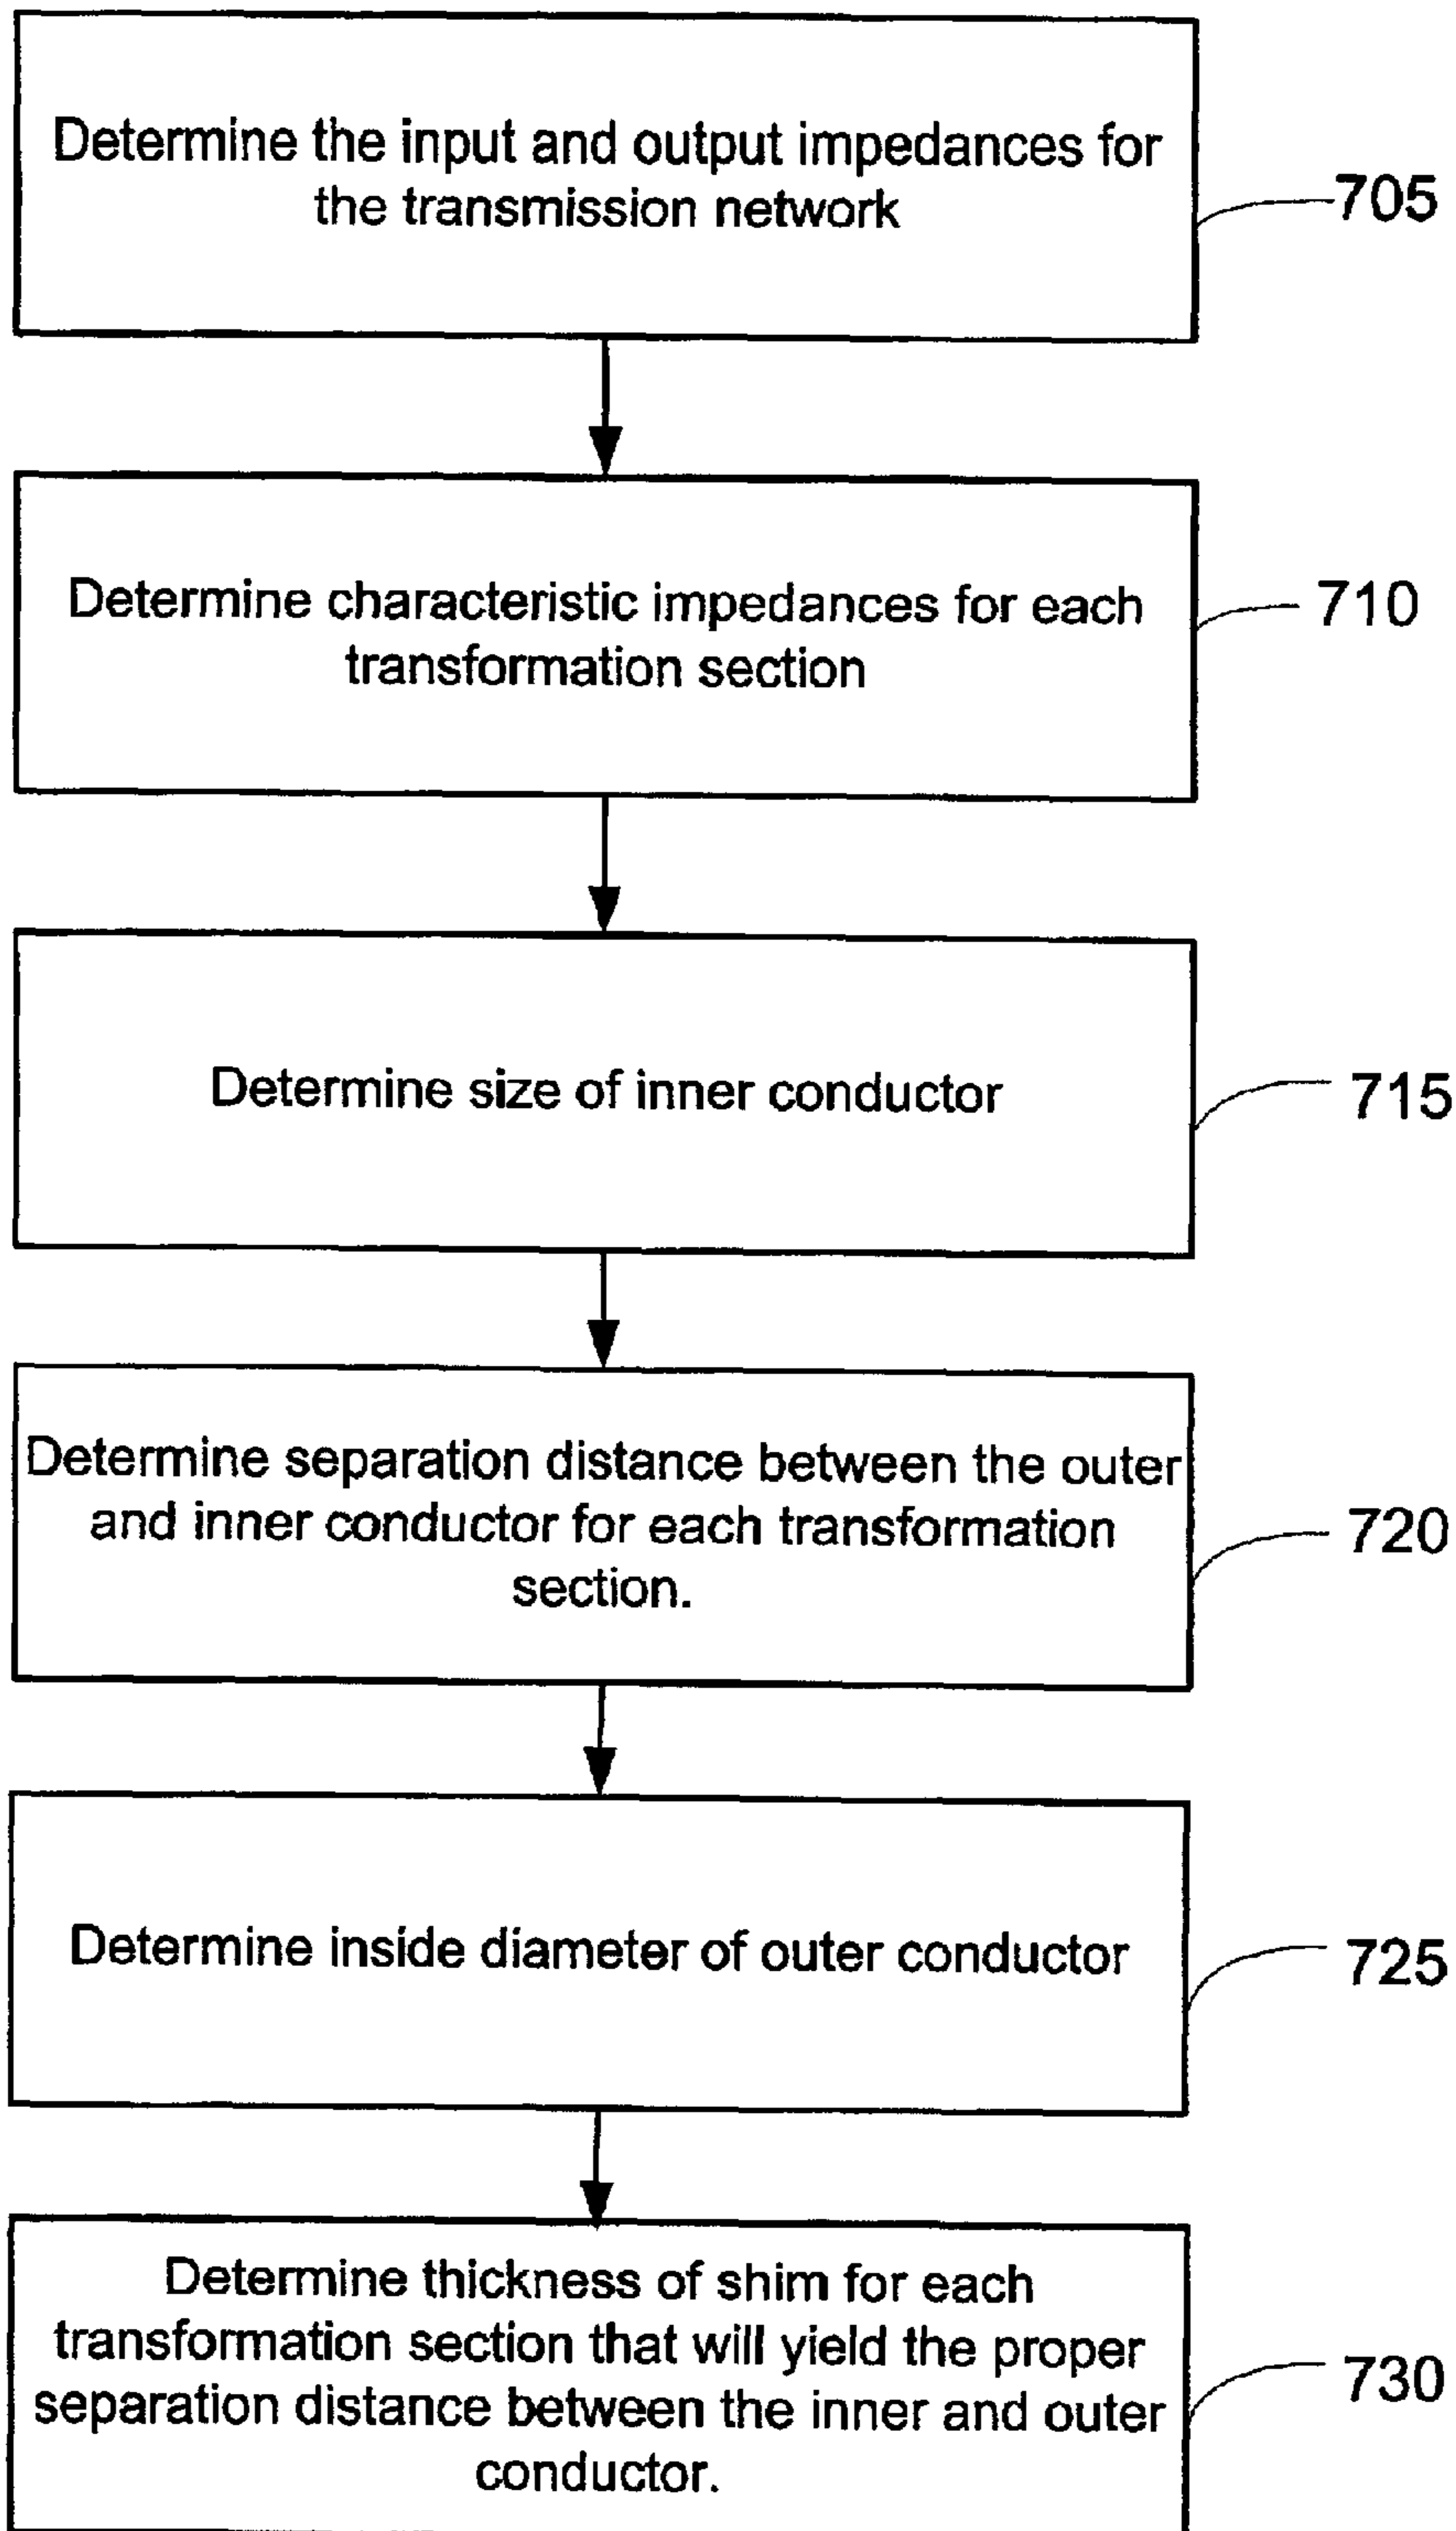 Determine the input and output impedances for
the transmission network
705
Determine characteristic impedances for each
transformation section
710
Determine size of inner conductor
715
Determine separation distance between the outer
and inner conductor for each transformation
section.
720
Determine inside diameter of outer conductor
725
Determine thickness of shim for each
transformation section that will yield the proper
separation distance between the inner and outer
conductor.
730